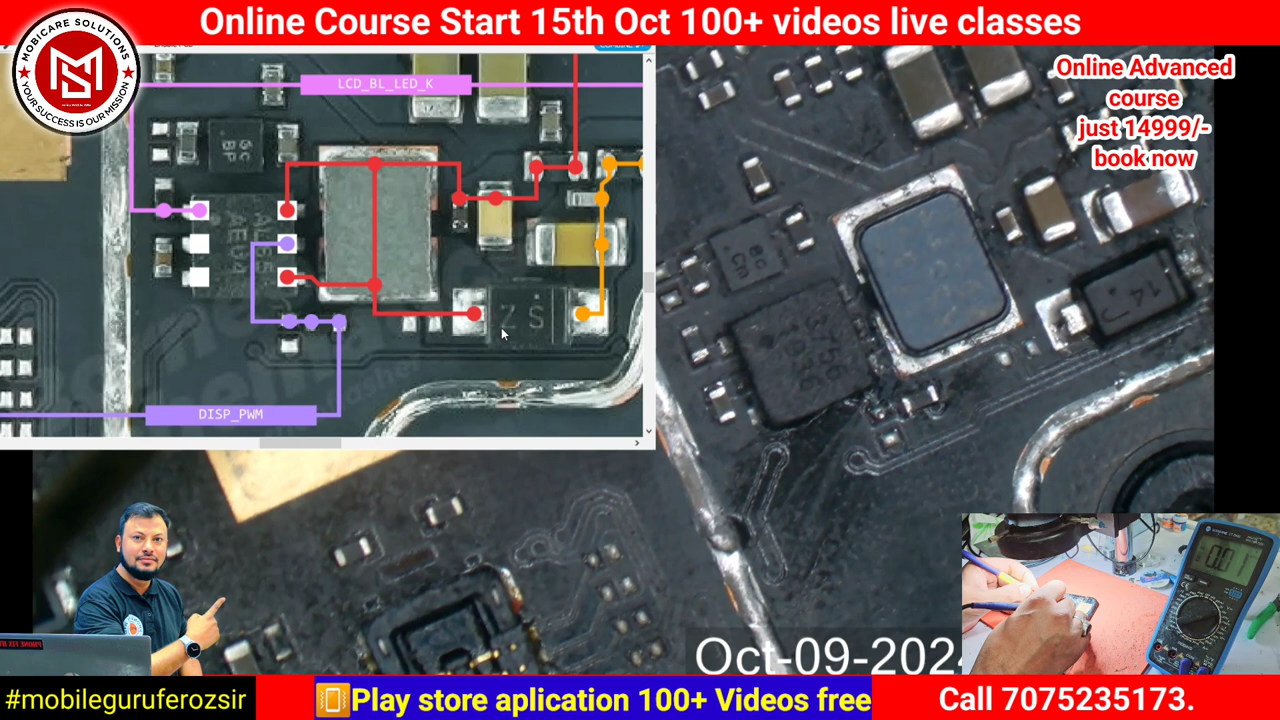 Online Course Start 15th Oct 100+ videos live classes
MOBICARE SOLUTIONS
MS
YOUR SUCCESS IS OUR MISSION
Online Advanced
course
just 14999/-
book now
LCD_BL_LED_K
6c
BP
ZS
DISP_PWM
Oct-09-202
#mobileguruferozsir
Play store aplication 100+ Videos free
Call 7075235173.